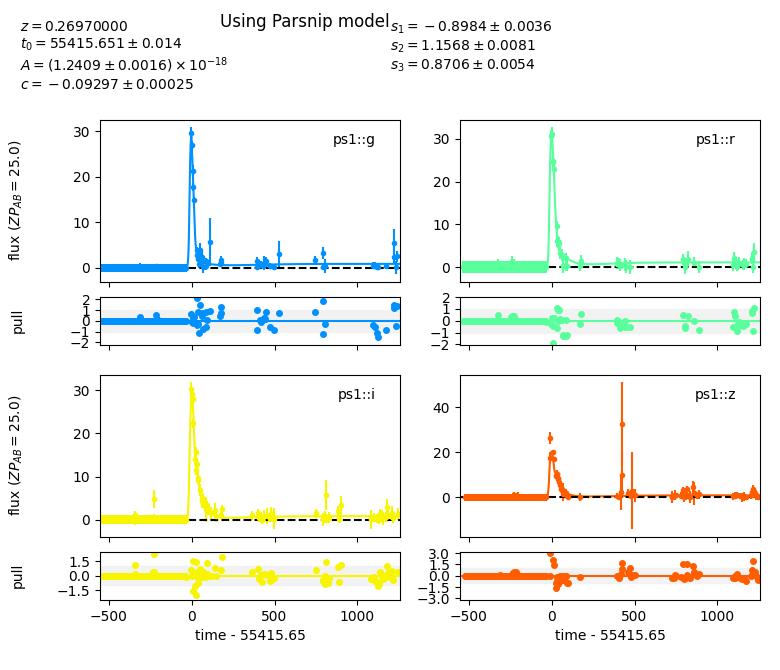 Using Parsnip model
z = 0.26970000
t0 = 55415.651 ± 0.014
A = (1.2409 ± 0.0016) × 10^−18
c = −0.09297 ± 0.00025
s1 = −0.8984 ± 0.0036
s2 = 1.1568 ± 0.0081
s3 = 0.8706 ± 0.0054
flux (ZP_AB = 25.0)
30
20
10
0
ps1::g
30
20
10
0
ps1::r
pull
2
1
0
−1
−2
2
1
0
−1
−2
flux (ZP_AB = 25.0)
30
20
10
0
ps1::i
40
20
0
ps1::z
pull
1.5
0.0
−1.5
3.0
1.5
0.0
−1.5
−3.0
−500 0 500 1000
−500 0 500 1000
time - 55415.65
time - 55415.65